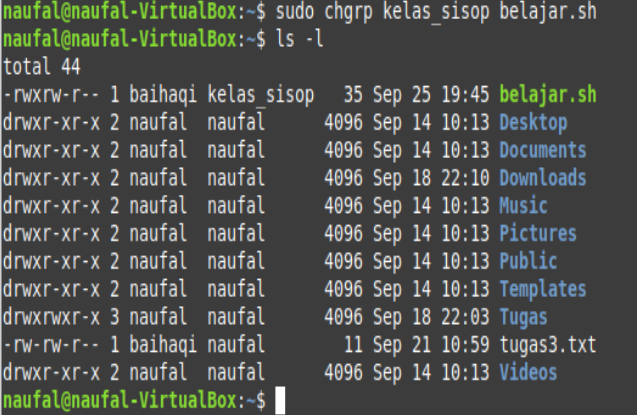 naufal@naufal-VirtualBox:~$ sudo chgrp kelas_sisop belajar.sh
naufal@naufal-VirtualBox:~$ ls -l
total 44
-rwxrw-r-- 1 baihaqi kelas_sisop   35 Sep 25 19:45 belajar.sh
drwxr-xr-x 2 naufal  naufal      4096 Sep 14 10:13 Desktop
drwxr-xr-x 2 naufal  naufal      4096 Sep 14 10:13 Documents
drwxr-xr-x 2 naufal  naufal      4096 Sep 18 22:10 Downloads
drwxr-xr-x 2 naufal  naufal      4096 Sep 14 10:13 Music
drwxr-xr-x 2 naufal  naufal      4096 Sep 14 10:13 Pictures
drwxr-xr-x 2 naufal  naufal      4096 Sep 14 10:13 Public
drwxr-xr-x 2 naufal  naufal      4096 Sep 14 10:13 Templates
drwxrwxr-x 3 naufal  naufal      4096 Sep 18 22:03 Tugas
-rw-rw-r-- 1 baihaqi kelas         11 Sep 21 10:59 tugas3.txt
drwxr-xr-x 2 naufal  naufal      4096 Sep 14 10:13 Videos
naufal@naufal-VirtualBox:~$